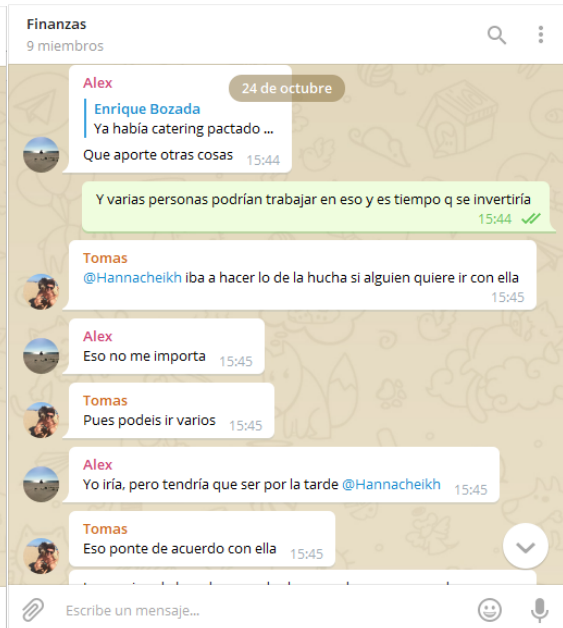 Finanzas
9 miembros
24 de octubre
Alex
Enrique Bozada
Ya había catering pactado ...
Que aporte otras cosas 15:44
Y varias personas podrían trabajar en eso y es tiempo q se invertiría
15:44
Tomas
@Hannacheikh iba a hacer lo de la hucha si alguien quiere ir con ella
15:45
Alex
Eso no me importa 15:45
Tomas
Pues podeis ir varios 15:45
Alex
Yo iría, pero tendría que ser por la tarde @Hannacheikh 15:45
Tomas
Eso ponte de acuerdo con ella 15:45
Escribe un mensaje...